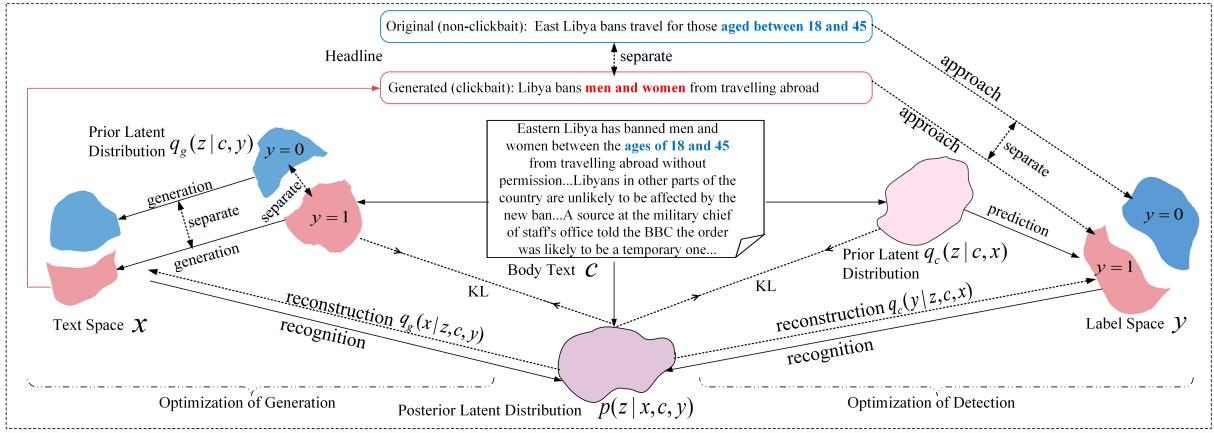 Original (non-clickbait): East Libya bans travel for those aged between 18 and 45
Headline
separate
Generated (clickbait): Libya bans men and women from travelling abroad
approach
approach
separate
Prior Latent
Distribution q_g(z|c,y)
y=0
generation
separate
separate
y=1
generation
Eastern Libya has banned men and
women between the ages of 18 and 45
from travelling abroad without
permission...Libyans in other parts of the
country are unlikely to be affected by the
new ban...A source at the military chief
of staff's office told the BBC the order
was likely to be a temporary one...
Body Text c
prediction
y=0
y=1
Prior Latent q_c(z|c,x)
Distribution
KL
KL
Text Space x
reconstruction q_g(x|z,c,y)
recognition
reconstruction q_c(y|z,c,x)
recognition
Label Space y
Optimization of Generation
Posterior Latent Distribution p(z|x,c,y)
Optimization of Detection